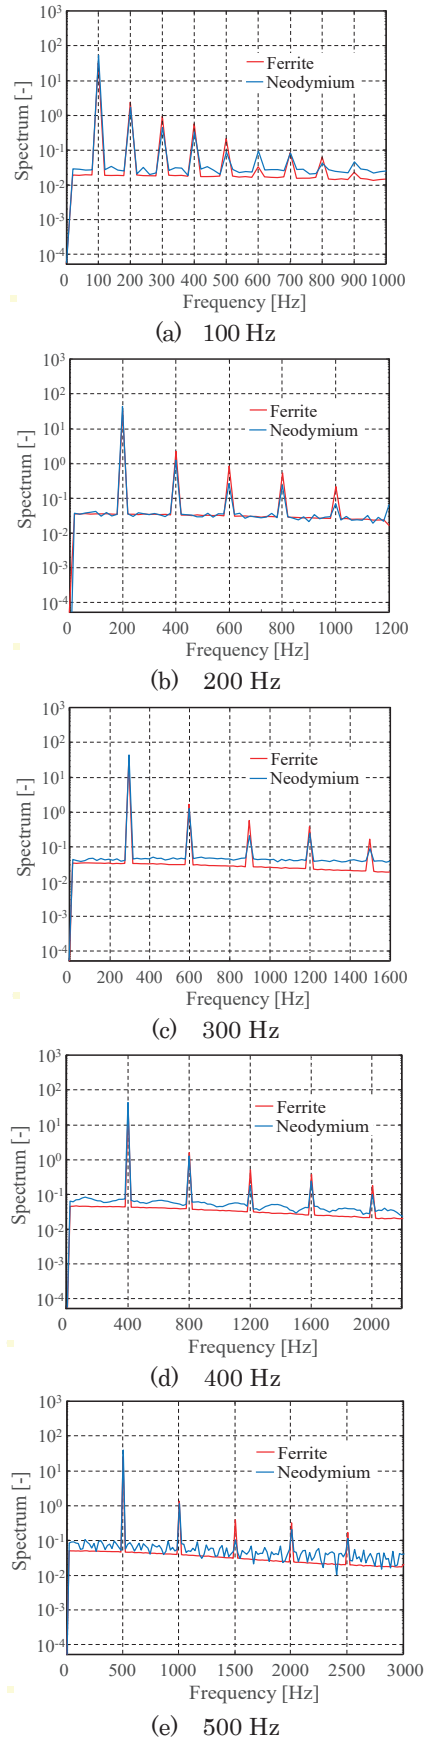 10³
10²
10¹
10⁰
10⁻¹
10⁻²
10⁻³
10⁻⁴
Spectrum [-]
Ferrite
Neodymium
0 100 200 300 400 500 600 700 800 900 1000
Frequency [Hz]
(a) 100 Hz
10³
10²
10¹
10⁰
10⁻¹
10⁻²
10⁻³
10⁻⁴
Spectrum [-]
Ferrite
Neodymium
0 200 400 600 800 1000 1200
Frequency [Hz]
(b) 200 Hz
10³
10²
10¹
10⁰
10⁻¹
10⁻²
10⁻³
10⁻⁴
Spectrum [-]
Ferrite
Neodymium
0 200 400 600 800 1000 1200 1400 1600
Frequency [Hz]
(c) 300 Hz
10³
10²
10¹
10⁰
10⁻¹
10⁻²
10⁻³
10⁻⁴
Spectrum [-]
Ferrite
Neodymium
0 400 800 1200 1600 2000
Frequency [Hz]
(d) 400 Hz
10³
10²
10¹
10⁰
10⁻¹
10⁻²
10⁻³
10⁻⁴
Spectrum [-]
Ferrite
Neodymium
0 500 1000 1500 2000 2500 3000
Frequency [Hz]
(e) 500 Hz